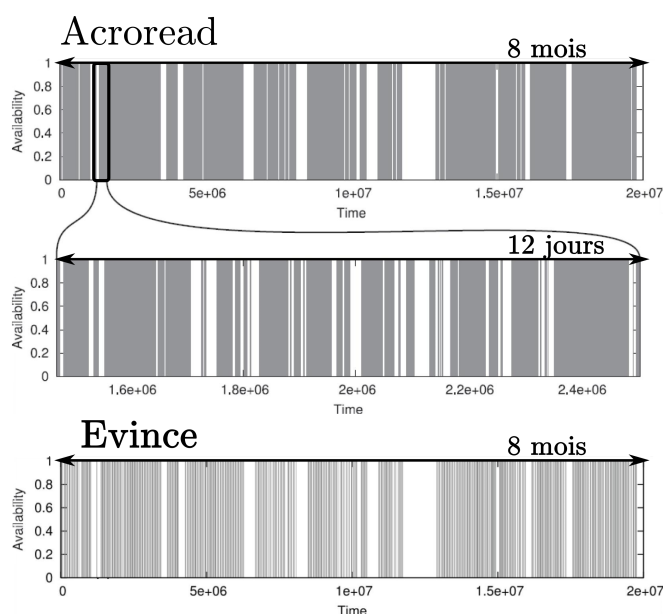 Acroread
8 mois
Availability
1
0.8
0.6
0.4
0.2
0
0 5e+06 1e+07 1.5e+07 2e+07
Time
12 jours
Availability
1
0.8
0.6
0.4
0.2
0
1.6e+06 1.8e+06 2e+06 2.2e+06 2.4e+06
Time
Evince
8 mois
Availability
1
0.8
0.6
0.4
0.2
0
0 5e+06 1e+07 1.5e+07 2e+07
Time